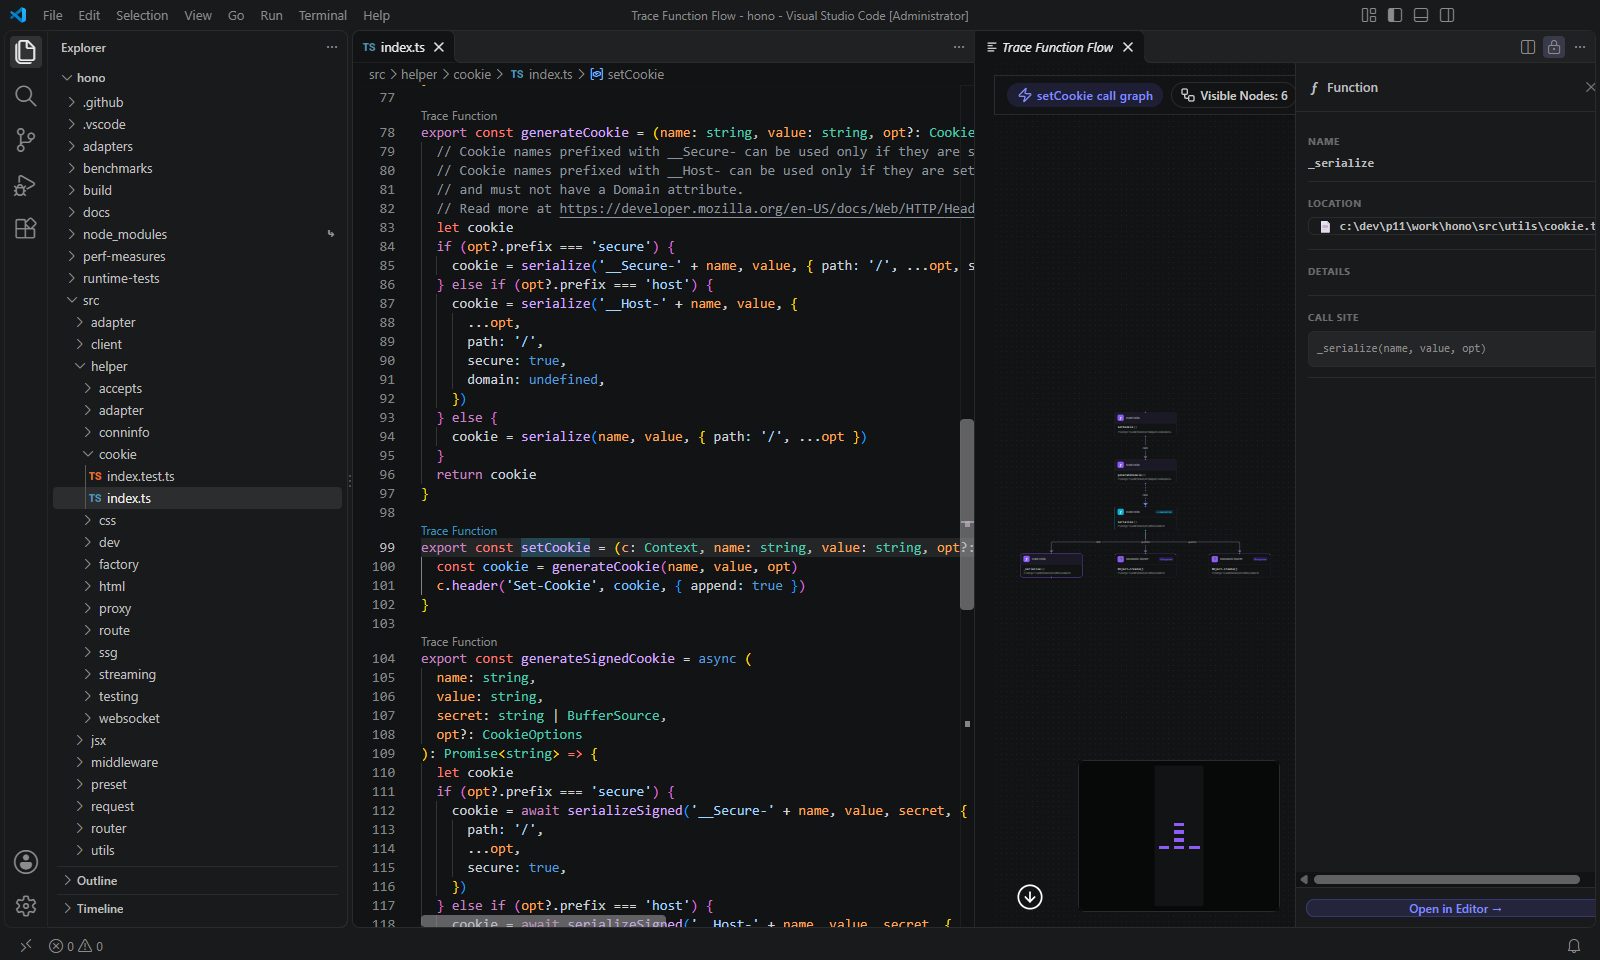 File Edit Selection View Go Run Terminal Help
Trace Function Flow - hono - Visual Studio Code [Administrator]
Explorer
hono
.github
.vscode
adapters
benchmarks
build
docs
node_modules
perf-measures
runtime-tests
src
adapter
client
helper
accepts
adapter
conninfo
cookie
TS index.test.ts
TS index.ts
css
dev
factory
html
proxy
route
ssg
streaming
testing
websocket
jsx
middleware
preset
request
router
utils
Outline
Timeline
0 0
TS index.ts
src > helper > cookie > TS index.ts > setCookie
77
Trace Function
78 export const generateCookie = (name: string, value: string, opt?: Cookie
79 // Cookie names prefixed with __Secure- can be used only if they are s
80 // Cookie names prefixed with __Host- can be used only if they are set
81 // and must not have a Domain attribute.
82 // Read more at https://developer.mozilla.org/en-US/docs/Web/HTTP/Head
83 let cookie
84 if (opt?.prefix === 'secure') {
85 cookie = serialize('__Secure-' + name, value, { path: '/', ...opt, s
86 } else if (opt?.prefix === 'host') {
87 cookie = serialize('__Host-' + name, value, {
88 ...opt,
89 path: '/',
90 secure: true,
91 domain: undefined,
92 })
93 } else {
94 cookie = serialize(name, value, { path: '/', ...opt })
95 }
96 return cookie
97 }
98
Trace Function
99 export const setCookie = (c: Context, name: string, value: string, opt?:
100 const cookie = generateCookie(name, value, opt)
101 c.header('Set-Cookie', cookie, { append: true })
102 }
103
Trace Function
104 export const generateSignedCookie = async (
105 name: string,
106 value: string,
107 secret: string | BufferSource,
108 opt?: CookieOptions
109 ): Promise<string> => {
110 let cookie
111 if (opt?.prefix === 'secure') {
112 cookie = await serializeSigned('__Secure-' + name, value, secret, {
113 path: '/',
114 ...opt,
115 secure: true,
116 })
117 } else if (opt?.prefix === 'host') {
118 cookie = await serializeSigned('__Host-' + name, value, secret, {
Trace Function Flow
setCookie call graph
Visible Nodes: 6
Function
NAME
_serialize
LOCATION
c:\dev\p11\work\hono\src\utils\cookie.t
DETAILS
CALL SITE
_serialize(name, value, opt)
Open in Editor →